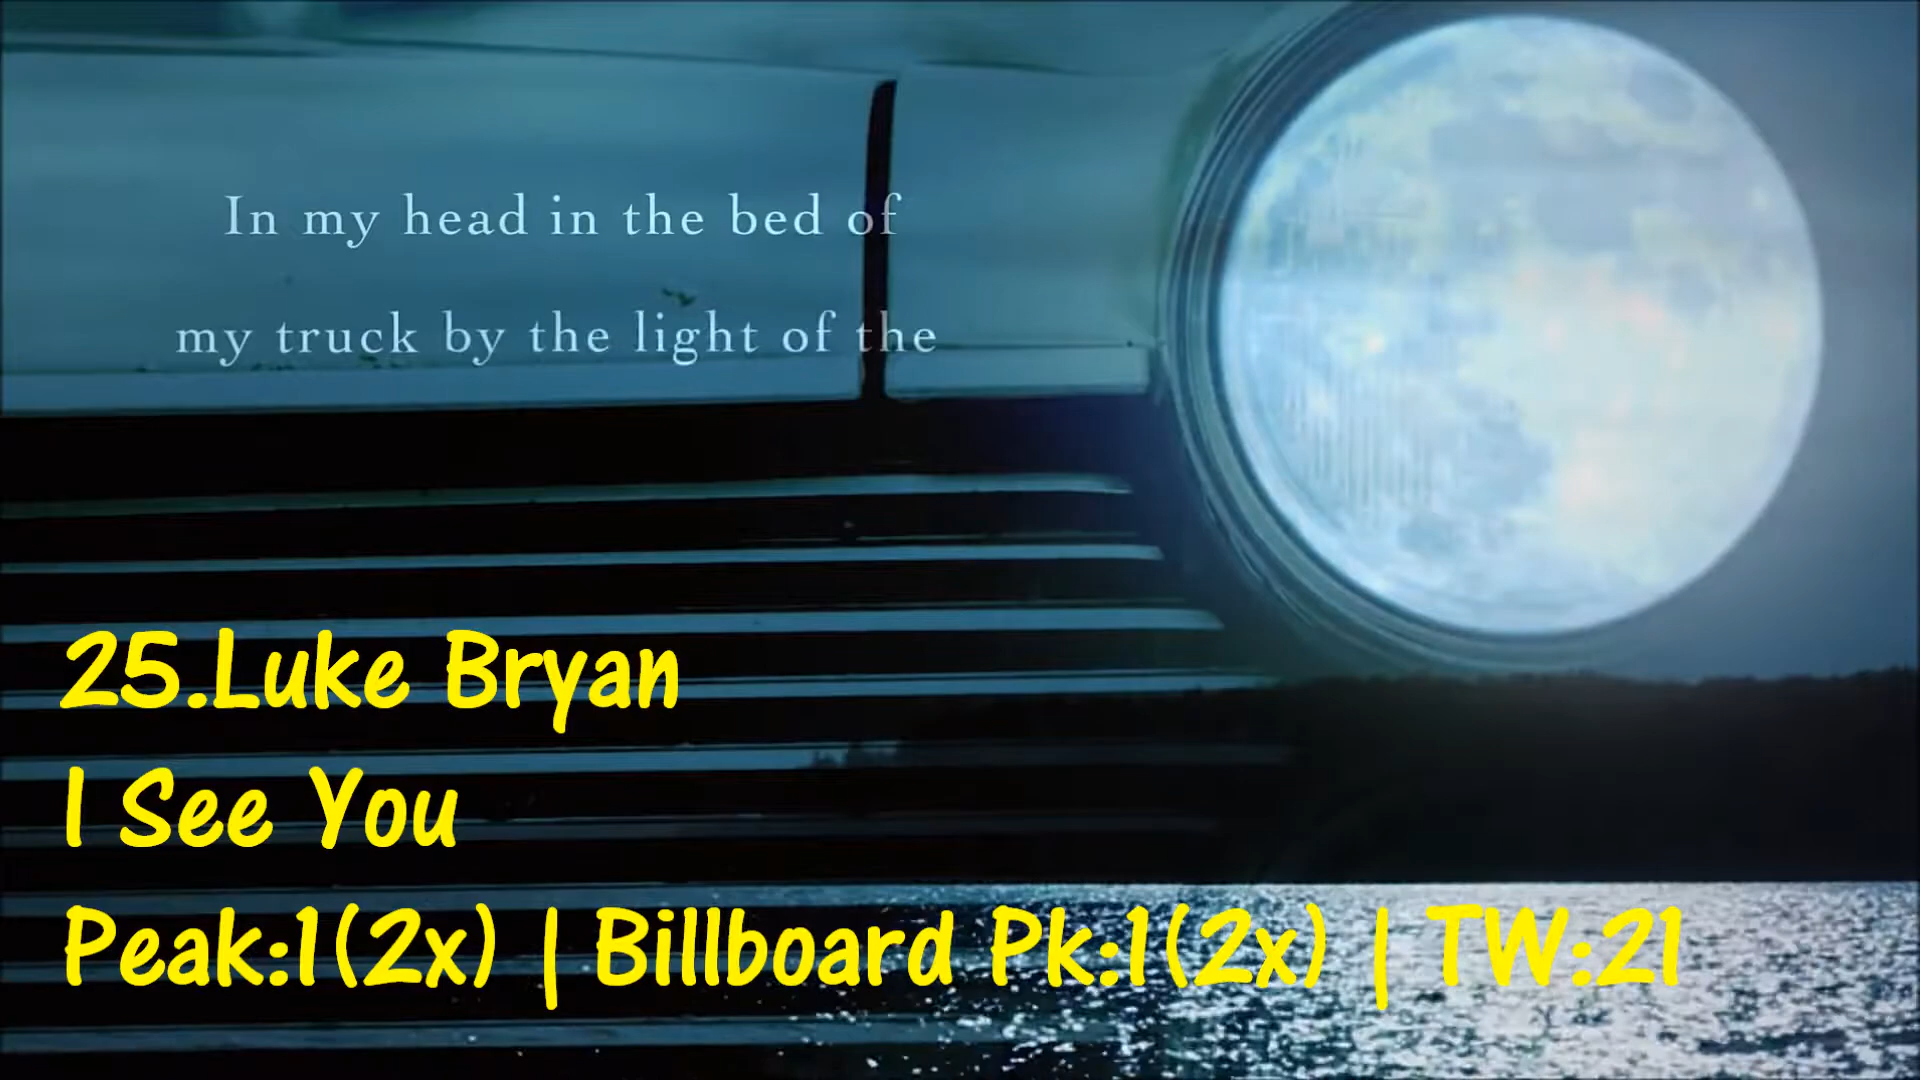 In my head in the bed of
my truck by the light of the
25.Luke Bryan
I See You
Peak:1(2x) | Billboard Pk:1(2x) | TW:21